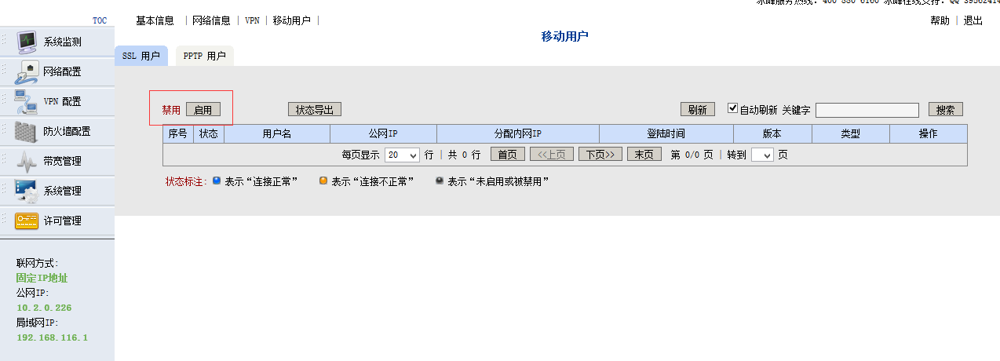 冰峰服务热线: 400 880 6160 冰峰在线支持: QQ 39562414
TOC 基本信息 | 网络信息 | VPN | 移动用户 |
帮助 | 退出
移动用户
SSL 用户 PPTP 用户
系统监测
网络配置
VPN 配置
防火墙配置
带宽管理
系统管理
许可管理
联网方式:
固定IP地址
公网IP:
10.2.0.226
局域网IP:
192.168.116.1
禁用 启用 状态导出 刷新 自动刷新 关键字 搜索
序号 状态 用户名 公网IP 分配内网IP 登陆时间 版本 类型 操作
每页显示 20 行 | 共 0 行 首页 <<上页 下页>> 末页 第 0/0 页 | 转到 页
状态标注: 表示“连接正常” 表示“连接不正常” 表示“未启用或被禁用”